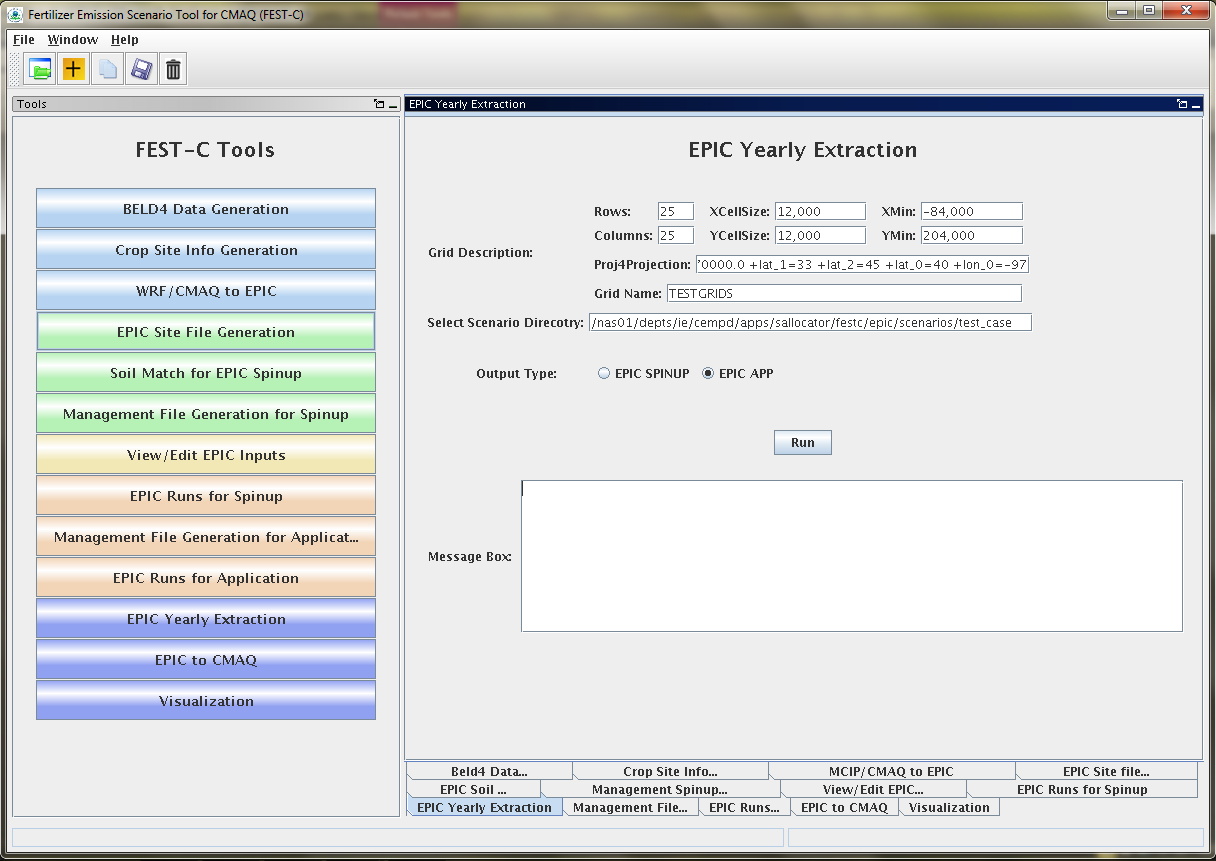 Fertilizer Emission Scenario Tool for CMAQ (FEST-C)
File Window Help
Tools
FEST-C Tools
BELD4 Data Generation
Crop Site Info Generation
WRF/CMAQ to EPIC
EPIC Site File Generation
Soil Match for EPIC Spinup
Management File Generation for Spinup
View/Edit EPIC Inputs
EPIC Runs for Spinup
Management File Generation for Applicat...
EPIC Runs for Application
EPIC Yearly Extraction
EPIC to CMAQ
Visualization
EPIC Yearly Extraction
EPIC Yearly Extraction
Grid Description:
Rows: 25 XCellSize: 12,000 XMin: -84,000
Columns: 25 YCellSize: 12,000 YMin: 204,000
Proj4Projection: '0000.0 +lat_1=33 +lat_2=45 +lat_0=40 +lon_0=-97
Grid Name: TESTGRIDS
Select Scenario Direcotry: /nas01/depts/ie/cempd/apps/sallocator/festc/epic/scenarios/test_case
Output Type: EPIC SPINUP EPIC APP
Run
Message Box:
Beld4 Data... Crop Site Info... MCIP/CMAQ to EPIC EPIC Site file...
EPIC Soil ... Management Spinup... View/Edit EPIC... EPIC Runs for Spinup
EPIC Yearly Extraction Management File... EPIC Runs... EPIC to CMAQ Visualization